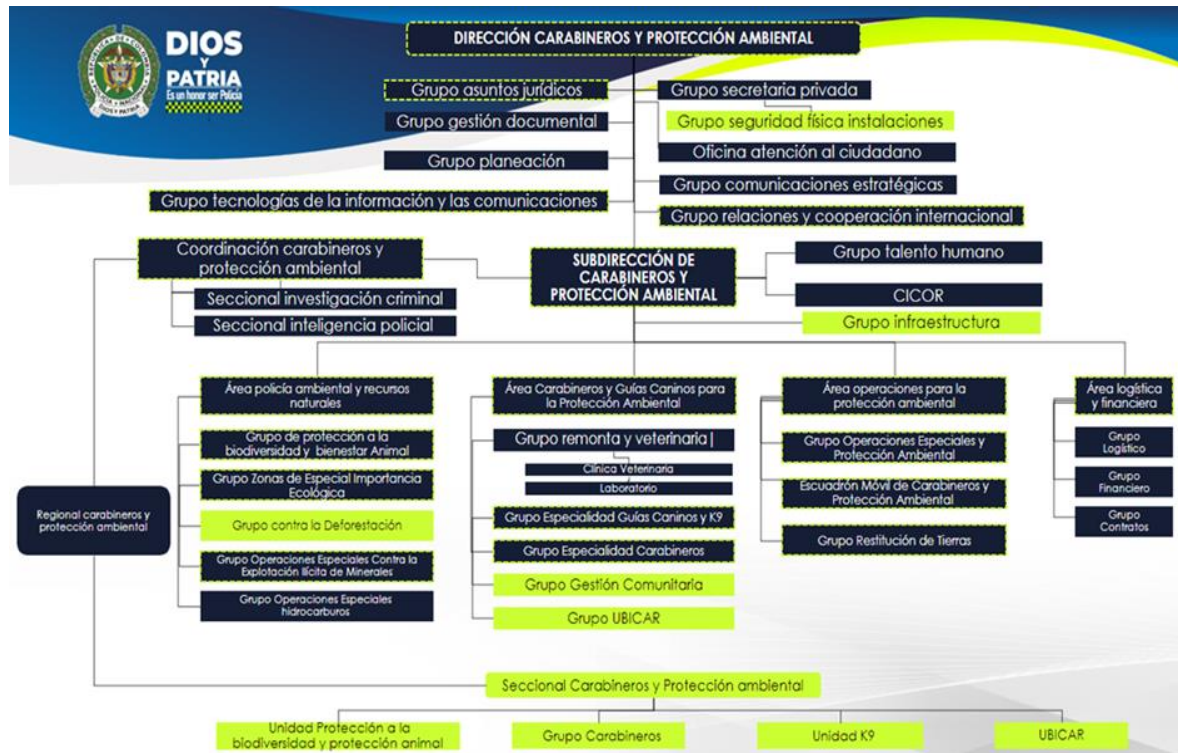 DIOS
Y
PATRIA
Es un honor ser Policía
DIRECCIÓN CARABINEROS Y PROTECCIÓN AMBIENTAL
Grupo asuntos jurídicos
Grupo secretaria privada
Grupo gestión documental
Grupo seguridad física instalaciones
Grupo planeación
Oficina atención al ciudadano
Grupo comunicaciones estratégicas
Grupo tecnologías de la información y las comunicaciones
Grupo relaciones y cooperación internacional
Coordinación carabineros y
protección ambiental
Seccional investigación criminal
Seccional inteligencia policial
SUBDIRECCIÓN DE
CARABINEROS Y
PROTECCIÓN AMBIENTAL
Grupo talento humano
CICOR
Grupo infraestructura
Regional carabineros y
protección ambiental
Área policía ambiental y recursos
naturales
Grupo de protección a la
biodiversidad y bienestar Animal
Grupo Zonas de Especial Importancia
Ecológica
Grupo contra la Deforestación
Grupo Operaciones Especiales Contra la
Explotación Ilícita de Minerales
Grupo Operaciones Especiales
hidrocarburos
Área Carabineros y Guías Caninos para
la Protección Ambiental
Grupo remonta y veterinaria|
Clínica Veterinaria
Laboratorio
Grupo Especialidad Guías Caninos y K9
Grupo Especialidad Carabineros
Grupo Gestión Comunitaria
Grupo UBICAR
Área operaciones para la
protección ambiental
Grupo Operaciones Especiales y
Protección Ambiental
Escuadrón Móvil de Carabineros y
Protección Ambiental
Grupo Restitución de Tierras
Área logística
y financiera
Grupo
Logístico
Grupo
Financiero
Grupo
Contratos
Seccional Carabineros y Protección ambiental
Unidad Protección a la
biodiversidad y protección animal
Grupo Carabineros
Unidad K9
UBICAR